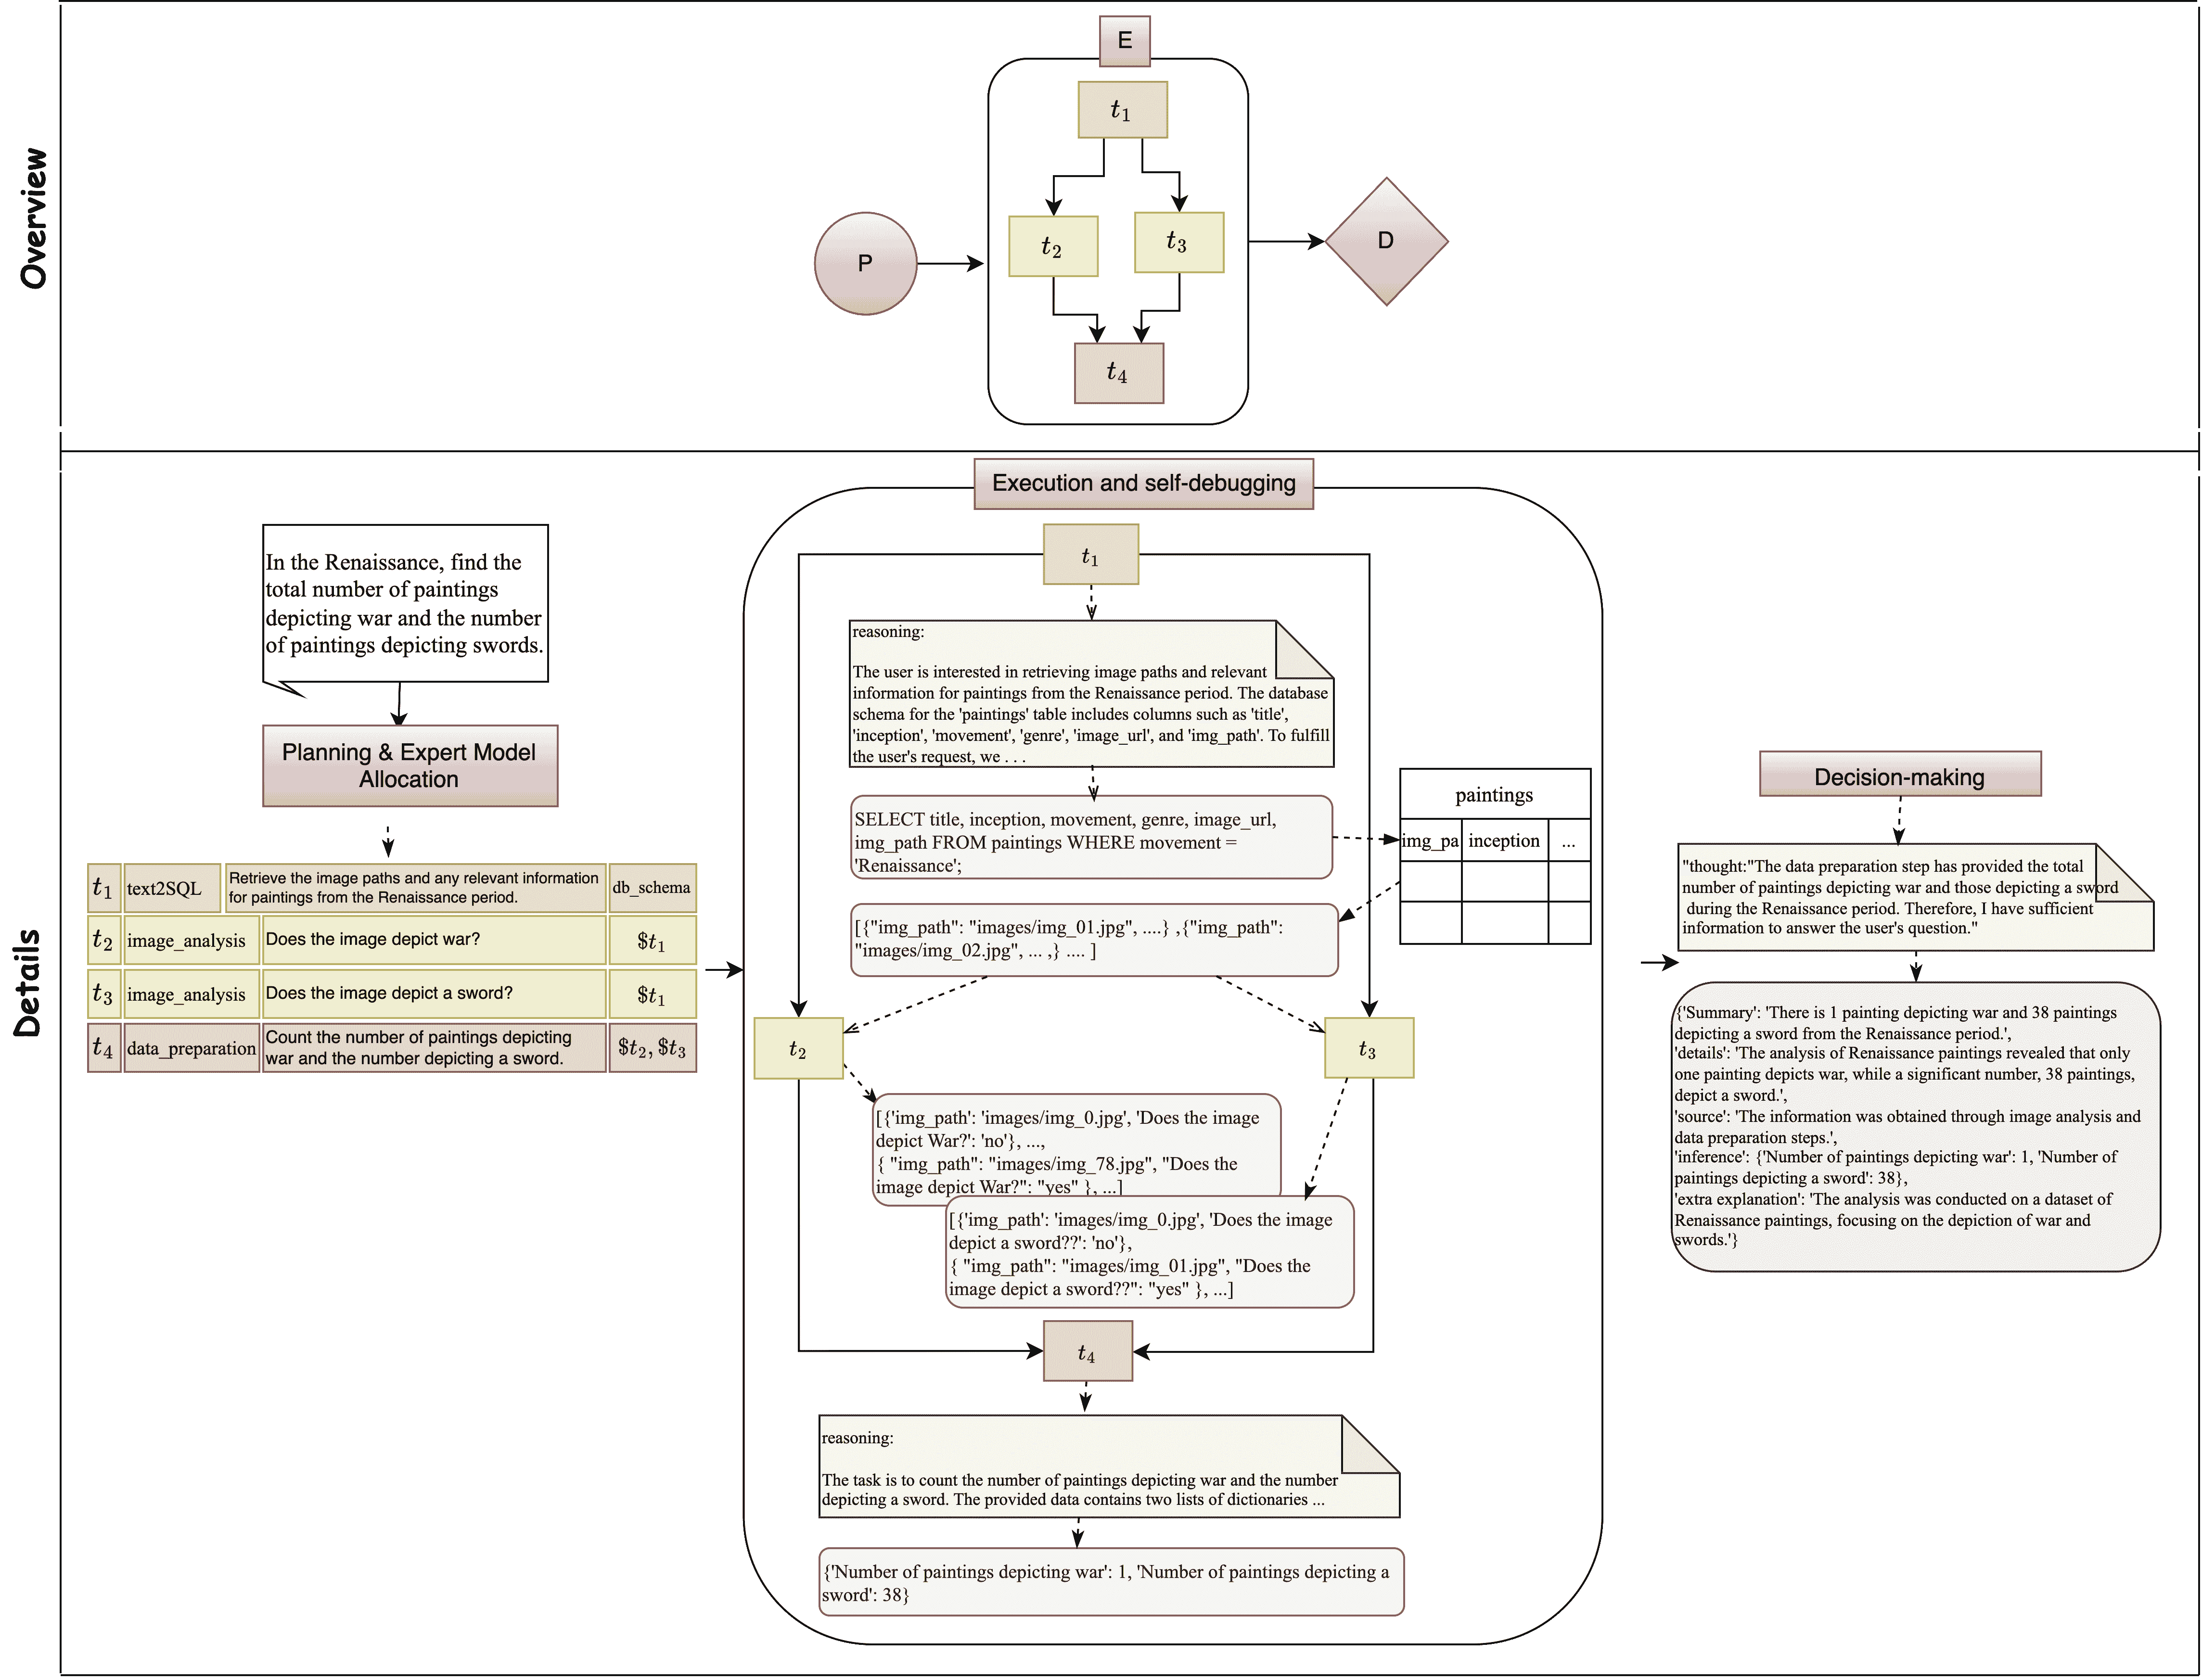 Overview
E
t1
t2
t3
t4
P
D
Details
In the Renaissance, find the
total number of paintings
depicting war and the number
of paintings depicting swords.
Planning & Expert Model
Allocation
t1 text2SQL Retrieve the image paths and any relevant information
for paintings from the Renaissance period. db_schema
t2 image_analysis Does the image depict war? $t1
t3 image_analysis Does the image depict a sword? $t1
t4 data_preparation Count the number of paintings depicting
war and the number depicting a sword. $t2, $t3
Execution and self-debugging
t1
reasoning:
The user is interested in retrieving image paths and relevant
information for paintings from the Renaissance period. The database
schema for the 'paintings' table includes columns such as 'title',
'inception', 'movement', 'genre', 'image_url', and 'img_path'. To fulfill
the user's request, we . . .
SELECT title, inception, movement, genre, image_url,
img_path FROM paintings WHERE movement =
'Renaissance';
paintings
img_pa inception ...
[{"img_path": "images/img_01.jpg", ....} ,{"img_path":
"images/img_02.jpg", ... ,} .... ]
t2
t3
[{'img_path': 'images/img_0.jpg', 'Does the image
depict War?': 'no'}, ...,
{ "img_path": "images/img_78.jpg", "Does the
image depict War?": "yes" }, ...]
[{'img_path': 'images/img_0.jpg', 'Does the image
depict a sword??': 'no'},
{ "img_path": "images/img_01.jpg", "Does the
image depict a sword??": "yes" }, ...]
t4
reasoning:
The task is to count the number of paintings depicting war and the number
depicting a sword. The provided data contains two lists of dictionaries ...
{'Number of paintings depicting war': 1, 'Number of paintings depicting a
sword': 38}
Decision-making
"thought:"The data preparation step has provided the total
number of paintings depicting war and those depicting a sword
during the Renaissance period. Therefore, I have sufficient
information to answer the user's question."
{'Summary': 'There is 1 painting depicting war and 38 paintings
depicting a sword from the Renaissance period.',
'details': 'The analysis of Renaissance paintings revealed that only
one painting depicts war, while a significant number, 38 paintings,
depict a sword.',
'source': 'The information was obtained through image analysis and
data preparation steps.',
'inference': {'Number of paintings depicting war': 1, 'Number of
paintings depicting a sword': 38},
'extra explanation': 'The analysis was conducted on a dataset of
Renaissance paintings, focusing on the depiction of war and
swords.'}